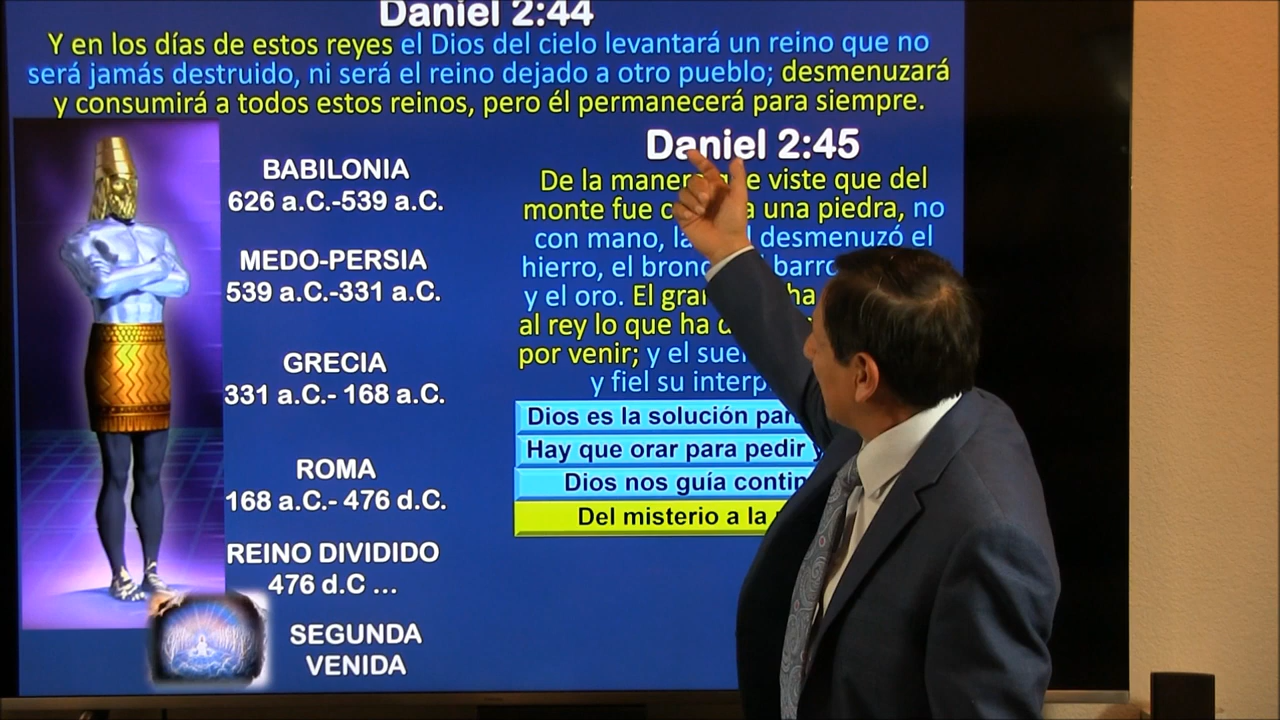 Daniel 2:44
Y en los días de estos reyes el Dios del cielo levantará un reino que no
será jamás destruido, ni será el reino dejado a otro pueblo; desmenuzará
y consumirá a todos estos reinos, pero él permanecerá para siempre.
BABILONIA
626 a.C.-539 a.C.
MEDO-PERSIA
539 a.C.-331 a.C.
GRECIA
331 a.C.- 168 a.C.
ROMA
168 a.C.- 476 d.C.
REINO DIVIDIDO
476 d.C ...
SEGUNDA
VENIDA
Daniel 2:45
De la manera que viste que del
monte fue una piedra, no
con mano, desmenuzó el
hierro, el barro
y el oro. El gran
al rey lo que ha
por venir; y el
y fiel su
Dios es la solución
Hay que orar para pedir y
Dios nos guía
Del misterio a la